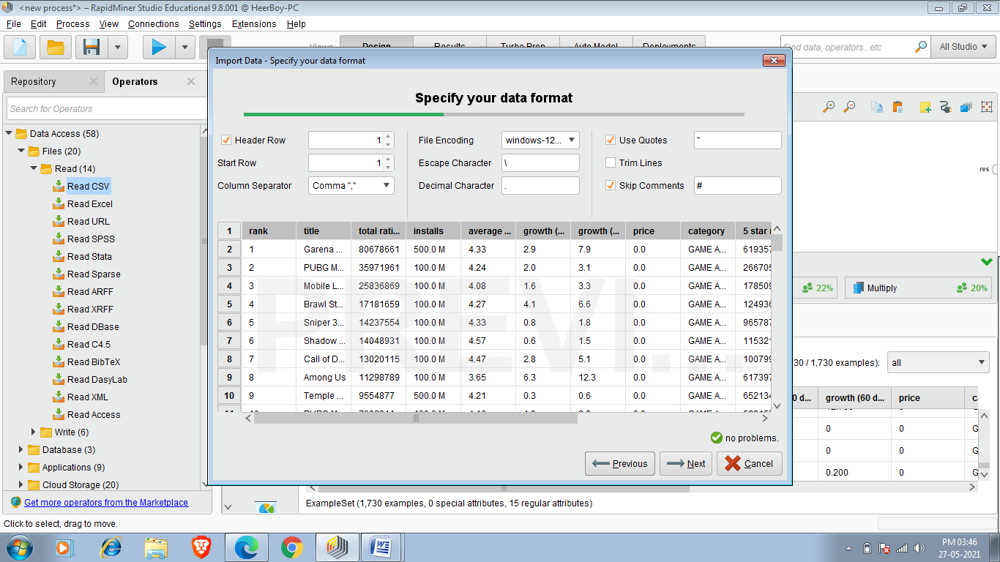 <new process*> – RapidMiner Studio Educational 9.8.001 @ HeerBoy-PC
File Edit Process View Connections Settings Extensions Help
Views: Design Results Turbo Prep Auto Model Deployments
Find data, operators...etc
All Studio
Import Data - Specify your data format
Repository
Operators
Search for Operators
Data Access (58)
Files (20)
Read (14)
Read CSV
Read Excel
Read URL
Read SPSS
Read Stata
Read Sparse
Read ARFF
Read XRFF
Read DBase
Read C4.5
Read BibTeX
Read DasyLab
Read XML
Read Access
Write (6)
Database (3)
Applications (9)
Cloud Storage (20)
Get more operators from the Marketplace
Specify your data format
Header Row 1 File Encoding windows-12... Use Quotes "
Start Row 1 Escape Character \ Trim Lines
Column Separator Comma "," Decimal Character . Skip Comments #
1 rank title total rati... installs average ... growth (... growth (... price category 5 star
2 1 Garena ... 80678661 500.0 M 4.33 2.9 7.9 0.0 GAME A... 619357
3 2 PUBG M... 35971961 100.0 M 4.24 2.0 3.1 0.0 GAME A... 266705
4 3 Mobile L... 25836869 100.0 M 4.08 1.6 3.3 0.0 GAME A... 178509
5 4 Brawl St... 17181659 100.0 M 4.27 4.1 6.6 0.0 GAME A... 124936
6 5 Sniper 3... 14237554 100.0 M 4.33 0.8 1.8 0.0 GAME A... 965787
7 6 Shadow ... 14048931 100.0 M 4.57 0.6 1.5 0.0 GAME A... 115321
8 7 Call of D... 13020115 100.0 M 4.47 2.8 5.1 0.0 GAME A... 100799
9 8 Among Us 11298789 100.0 M 3.65 6.3 12.3 0.0 GAME A... 617397
10 9 Temple ... 9554877 500.0 M 4.21 0.3 0.6 0.0 GAME A... 652134
PREVI...
no problems.
Previous Next Cancel
res
22% Multiply 20%
30 / 1,730 examples): all
0 d... growth (60 d... price c
0 0 G
0 0 G
0.200 0 G
ExampleSet (1,730 examples, 0 special attributes, 15 regular attributes)
Click to select, drag to move.
PM 03:46
27-05-2021